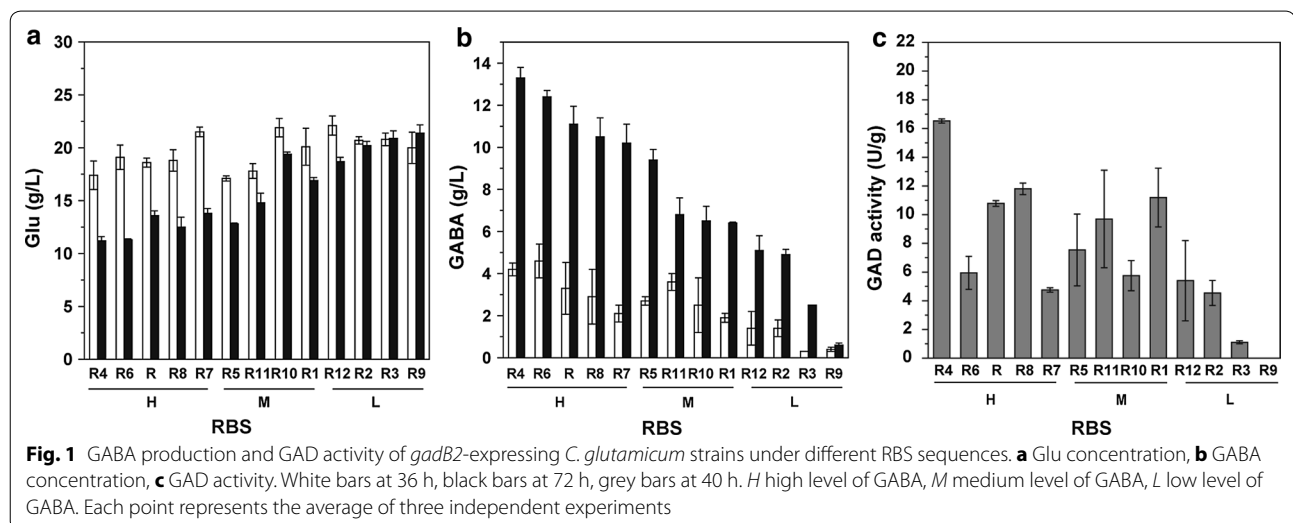 a
b
c
30
25
20
15
10
5
0
Glu (g/L)
R4 R6 R R8 R7 R5 R11 R10 R1 R12 R2 R3 R9
H M L
RBS
14
12
10
8
6
4
2
0
GABA (g/L)
R4 R6 R R8 R7 R5 R11 R10 R1 R12 R2 R3 R9
H M L
RBS
22
20
18
16
14
12
10
8
6
4
2
0
GAD activity (U/g)
R4 R6 R R8 R7 R5 R11 R10 R1 R12 R2 R3 R9
H M L
RBS
Fig. 1 GABA production and GAD activity of gadB2-expressing C. glutamicum strains under different RBS sequences. a Glu concentration, b GABA
concentration, c GAD activity. White bars at 36 h, black bars at 72 h, grey bars at 40 h. H high level of GABA, M medium level of GABA, L low level of
GABA. Each point represents the average of three independent experiments